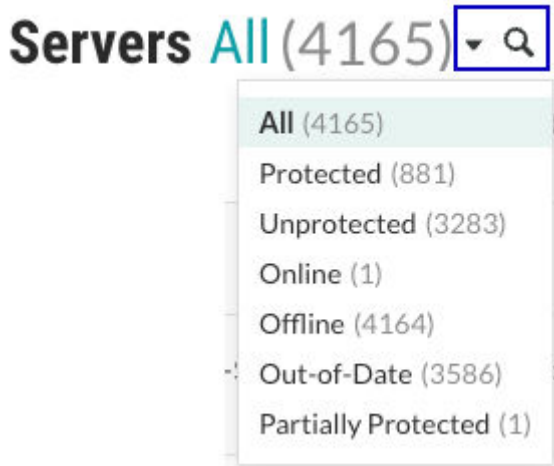 Servers All (4165)
All (4165)
Protected (881)
Unprotected (3283)
Online (1)
Offline (4164)
Out-of-Date (3586)
Partially Protected (1)